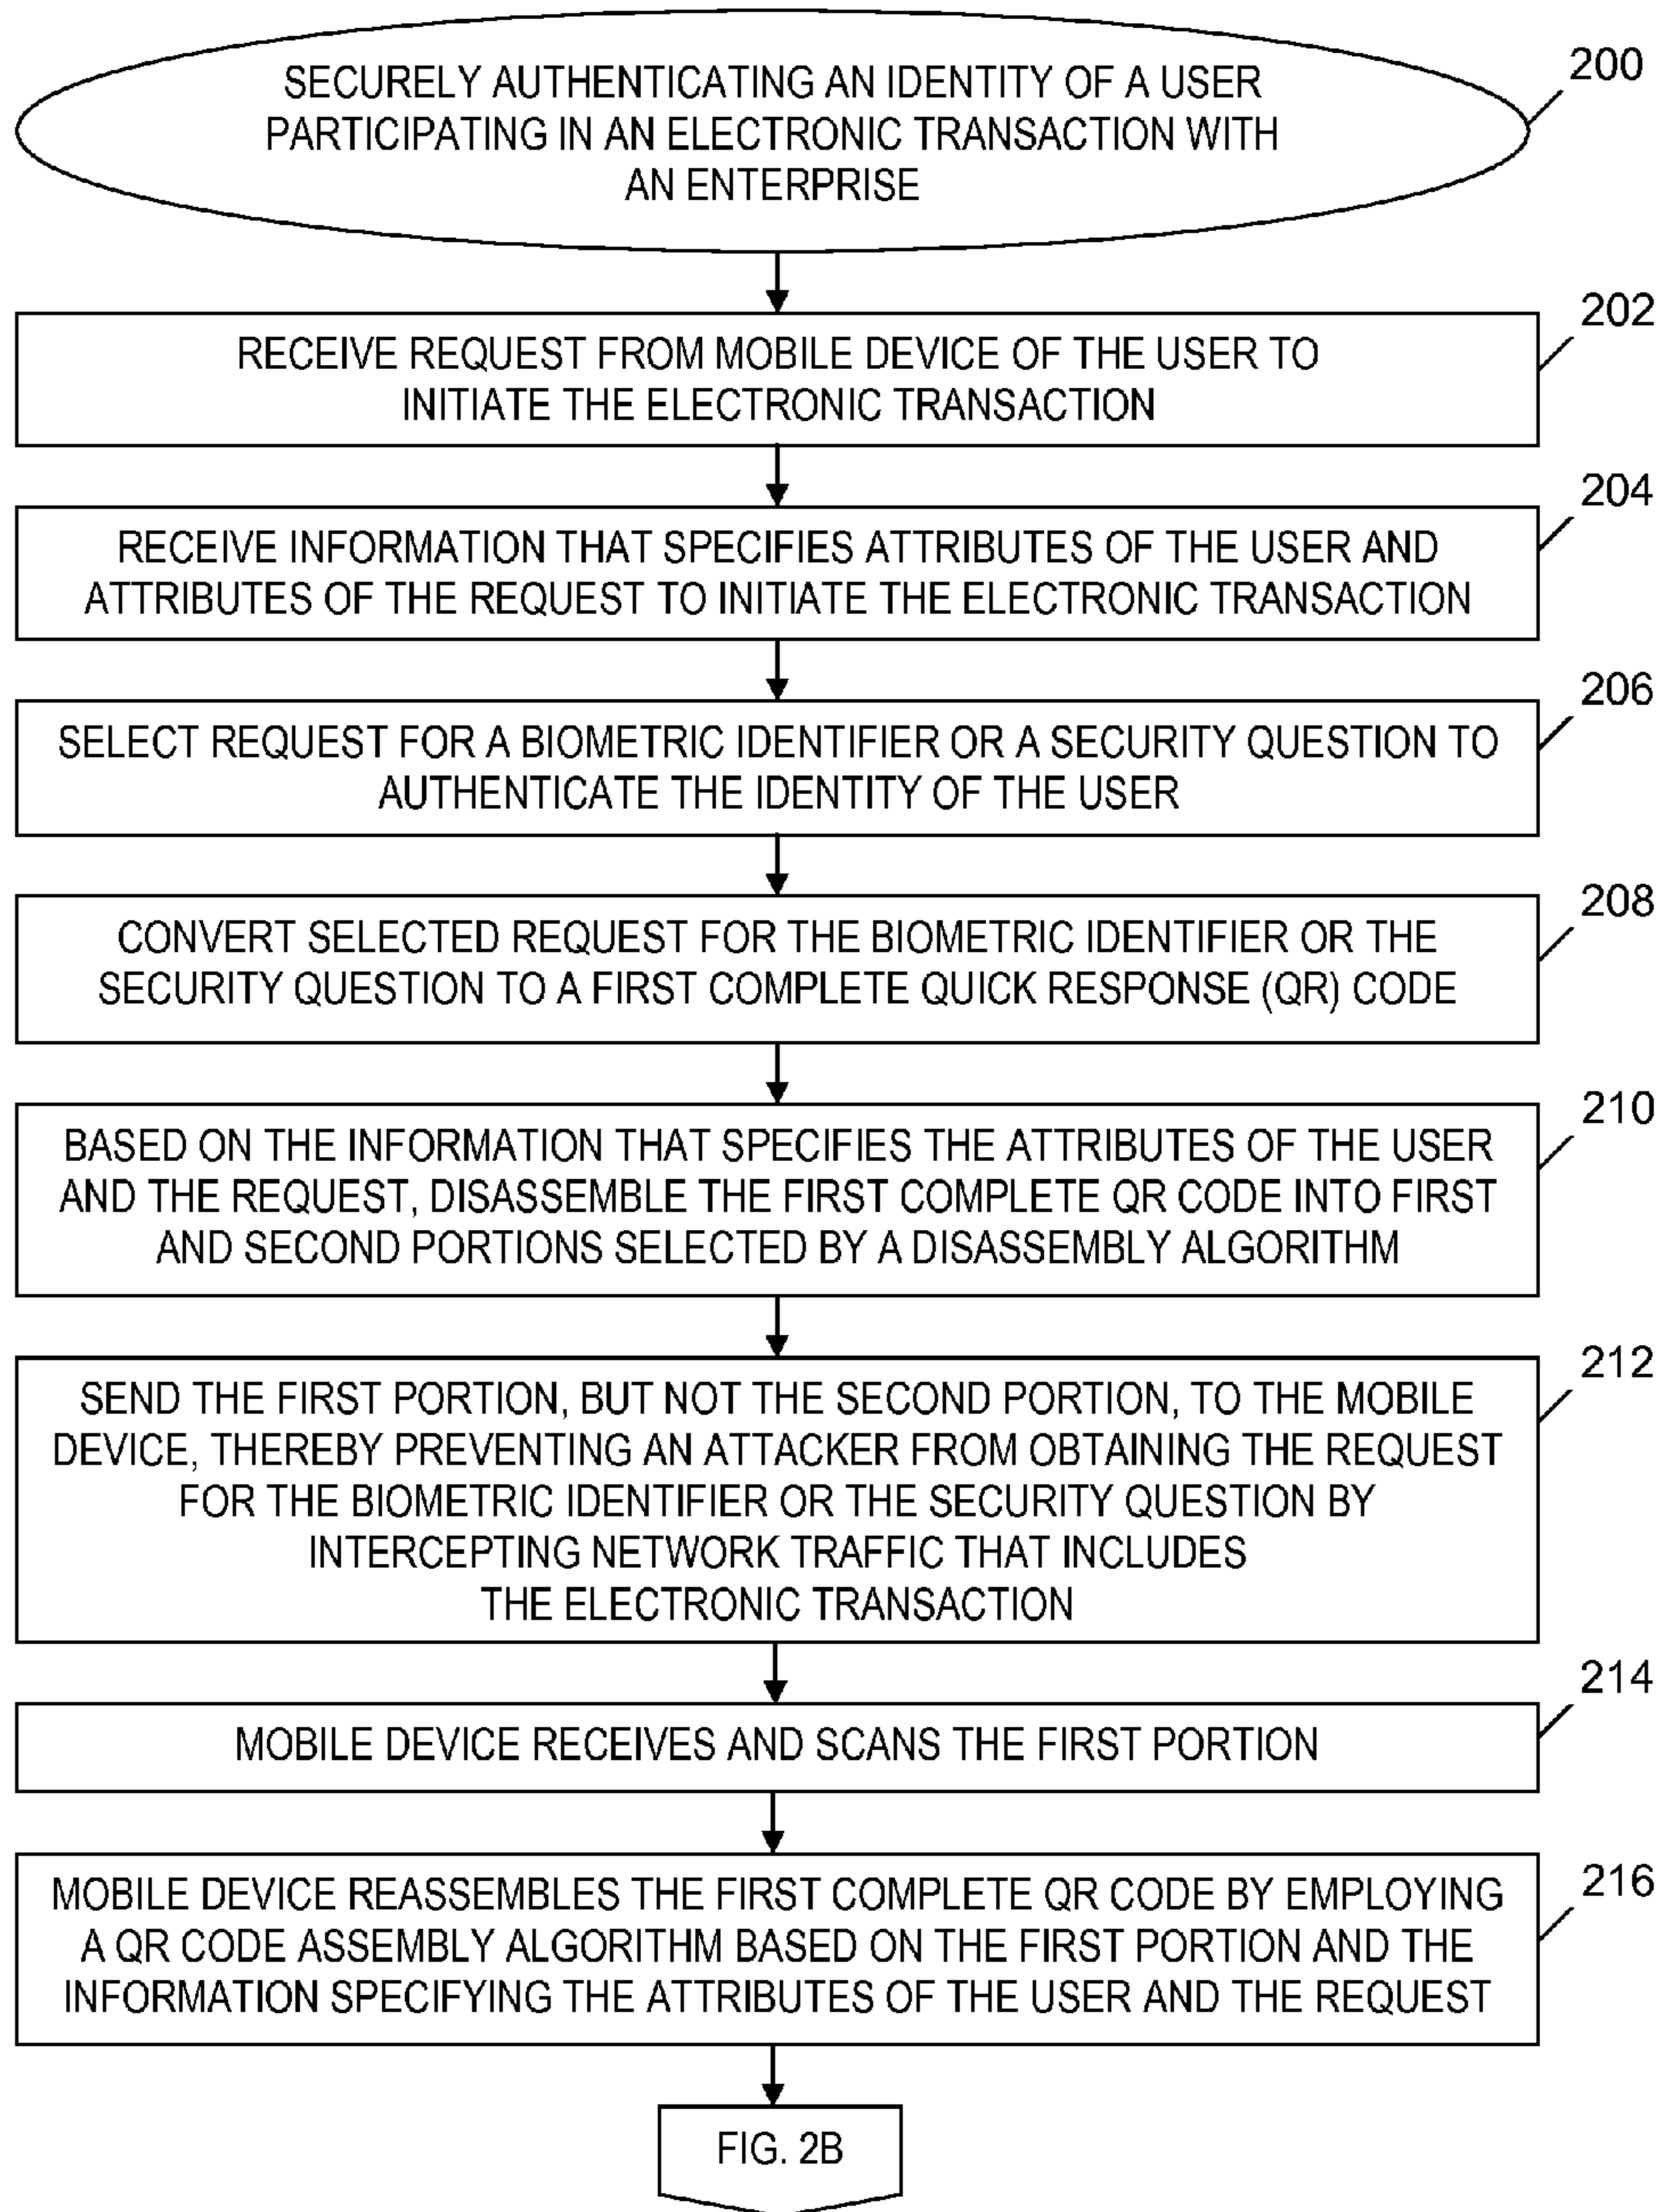 SECURELY AUTHENTICATING AN IDENTITY OF A USER
PARTICIPATING IN AN ELECTRONIC TRANSACTION WITH
AN ENTERPRISE
200
202
RECEIVE REQUEST FROM MOBILE DEVICE OF THE USER TO
INITIATE THE ELECTRONIC TRANSACTION
204
RECEIVE INFORMATION THAT SPECIFIES ATTRIBUTES OF THE USER AND
ATTRIBUTES OF THE REQUEST TO INITIATE THE ELECTRONIC TRANSACTION
206
SELECT REQUEST FOR A BIOMETRIC IDENTIFIER OR A SECURITY QUESTION TO
AUTHENTICATE THE IDENTITY OF THE USER
208
CONVERT SELECTED REQUEST FOR THE BIOMETRIC IDENTIFIER OR THE
SECURITY QUESTION TO A FIRST COMPLETE QUICK RESPONSE (QR) CODE
210
BASED ON THE INFORMATION THAT SPECIFIES THE ATTRIBUTES OF THE USER
AND THE REQUEST, DISASSEMBLE THE FIRST COMPLETE QR CODE INTO FIRST
AND SECOND PORTIONS SELECTED BY A DISASSEMBLY ALGORITHM
212
SEND THE FIRST PORTION, BUT NOT THE SECOND PORTION, TO THE MOBILE
DEVICE, THEREBY PREVENTING AN ATTACKER FROM OBTAINING THE REQUEST
FOR THE BIOMETRIC IDENTIFIER OR THE SECURITY QUESTION BY
INTERCEPTING NETWORK TRAFFIC THAT INCLUDES
THE ELECTRONIC TRANSACTION
214
MOBILE DEVICE RECEIVES AND SCANS THE FIRST PORTION
216
MOBILE DEVICE REASSEMBLES THE FIRST COMPLETE QR CODE BY EMPLOYING
A QR CODE ASSEMBLY ALGORITHM BASED ON THE FIRST PORTION AND THE
INFORMATION SPECIFYING THE ATTRIBUTES OF THE USER AND THE REQUEST
FIG. 2B